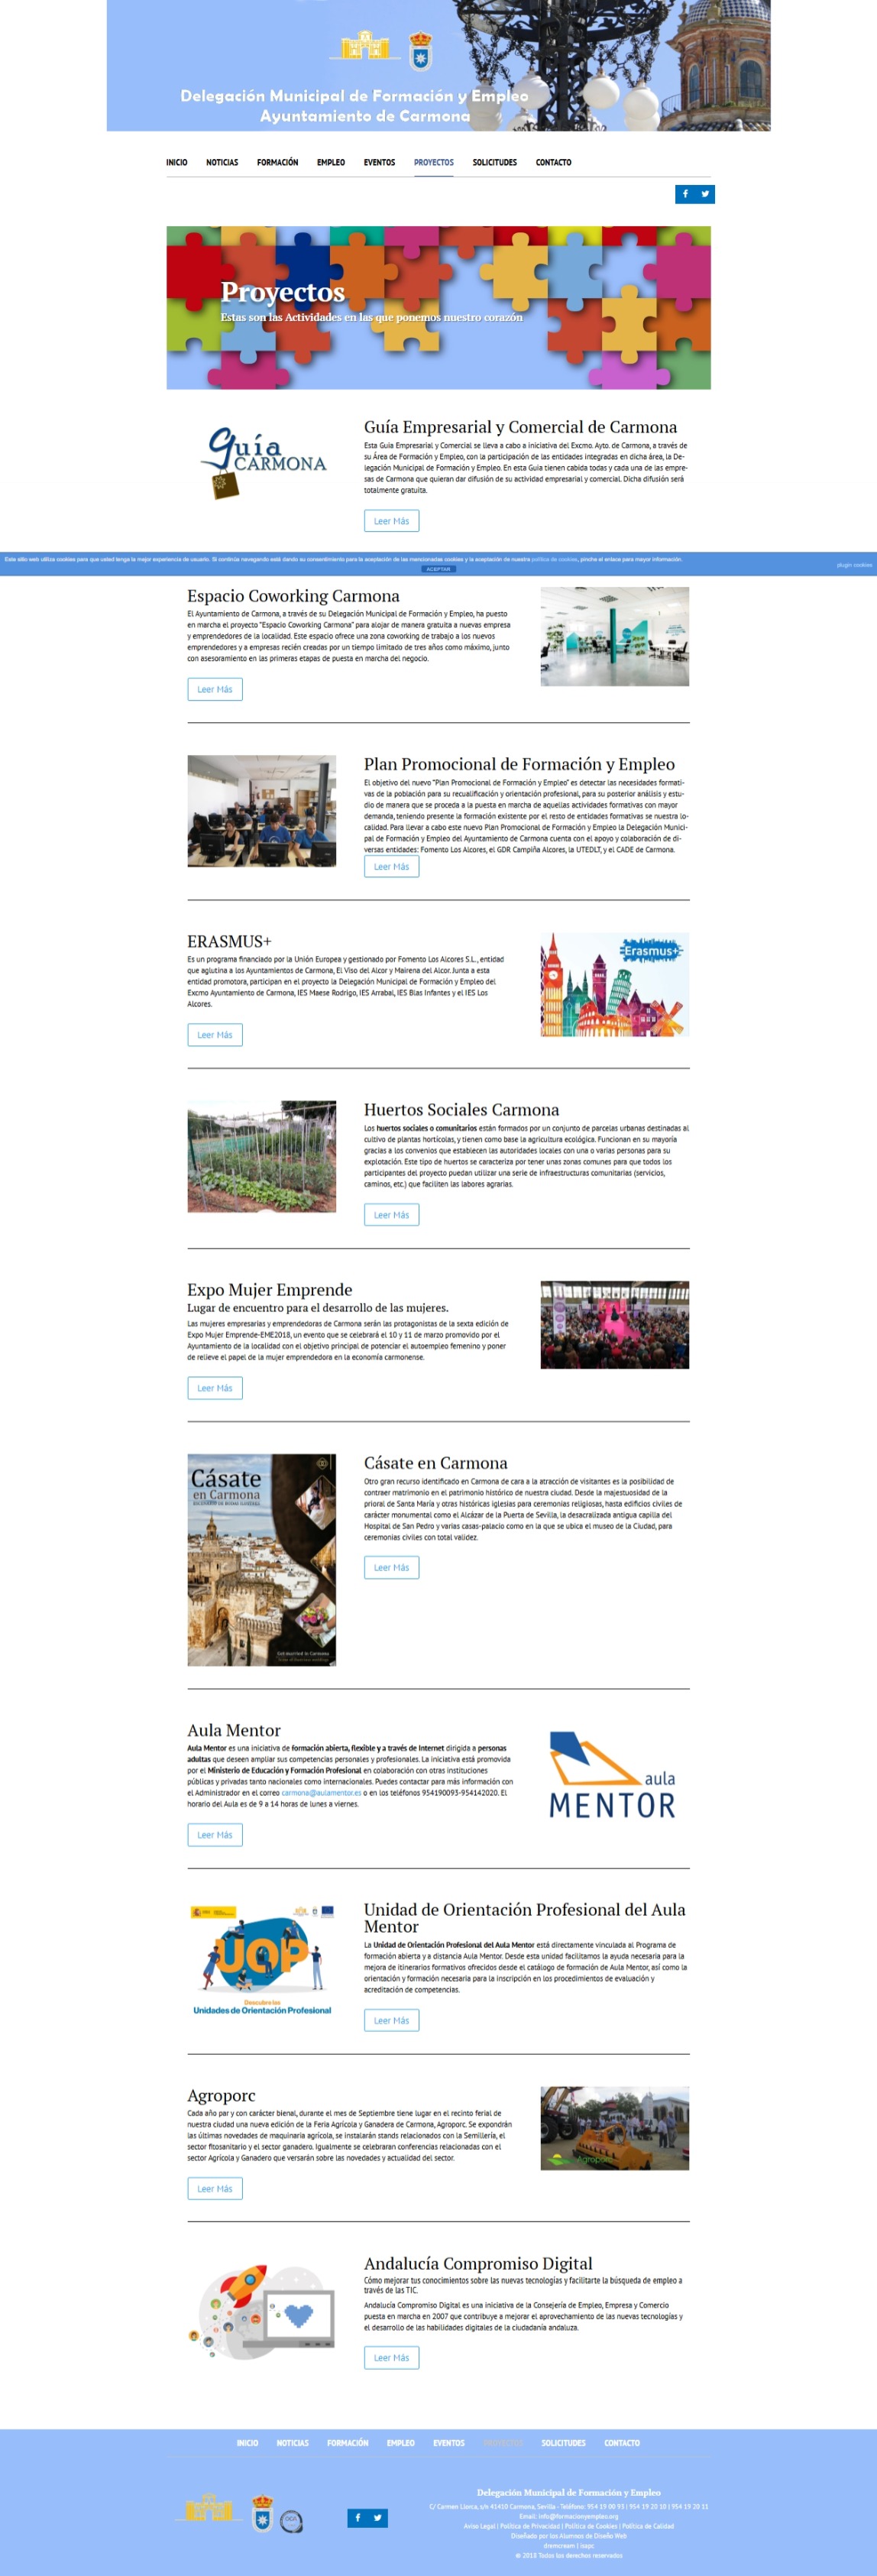 Delegación Municipal de Formación y Empleo
Ayuntamiento de Carmona
INICIO NOTICIAS FORMACIÓN EMPLEO EVENTOS PROYECTOS SOLICITUDES CONTACTO
Proyectos
Estas son las Actividades en las que ponemos nuestro corazón
Guía
CARMONA
Guía Empresarial y Comercial de Carmona
Esta Guia Empresarial y Comercial se lleva a cabo a iniciativa del Excmo. Ayto. de Carmona, a través de
su Área de Formación y Empleo, con la participación de las entidades integradas en dicha área, la De-
legación Municipal de Formación y Empleo. En esta Guia tienen cabida todas y cada una de las empre-
sas de Carmona que quieran dar difusión de su actividad empresarial y comercial. Dicha difusión será
totalmente gratuita.
Leer Más
Este sitio web utiliza cookies para que usted tenga la mejor experiencia de usuario. Si continúa navegando está dando su consentimiento para la aceptación de las mencionadas cookies y la aceptación de nuestra política de cookies, pinche el enlace para mayor información.
plugin cookies
ACEPTAR
Espacio Coworking Carmona
El Ayuntamiento de Carmona, a través de su Delegación Municipal de Formación y Empleo, ha puesto
en marcha el proyecto "Espacio Coworking Carmona" para alojar de manera gratuita a nuevas empresa
y emprendedores de la localidad. Este espacio ofrece una zona coworking de trabajo a los nuevos
emprendedores y a empresas recién creadas por un tiempo limitado de tres años como máximo, junto
con asesoramiento en las primeras etapas de puesta en marcha del negocio.
Leer Más
Plan Promocional de Formación y Empleo
El objetivo del nuevo "Plan Promocional de Formación y Empleo" es detectar las necesidades formati-
vas de la población para su recualificación y orientación profesional, para su posterior análisis y estu-
dio de manera que se proceda a la puesta en marcha de aquellas actividades formativas con mayor
demanda, teniendo presente la formación existente por el resto de entidades formativas se nuestra lo-
calidad. Para llevar a cabo este nuevo Plan Promocional de Formación y Empleo la Delegación Munici-
pal de Formación y Empleo del Ayuntamiento de Carmona cuenta con el apoyo y colaboración de di-
versas entidades: Fomento Los Alcores, el GDR Campiña Alcores, la UTEDLT, y el CADE de Carmona.
Leer Más
ERASMUS+
Es un programa financiado por la Unión Europea y gestionado por Fomento Los Alcores S.L., entidad
que aglutina a los Ayuntamientos de Carmona, El Viso del Alcor y Mairena del Alcor. Junto a esta
entidad promotora, participan en el proyecto la Delegación Municipal de Formación y Empleo del
Excmo Ayuntamiento de Carmona, IES Maese Rodrigo, IES Arrabal, IES Blas Infantes y el IES Los
Alcores.
Leer Más
Erasmus+
Huertos Sociales Carmona
Los huertos sociales o comunitarios están formados por un conjunto de parcelas urbanas destinadas al
cultivo de plantas hortícolas, y tienen como base la agricultura ecológica. Funcionan en su mayoría
gracias a los convenios que establecen las autoridades locales con una o varias personas para su
explotación. Este tipo de huertos se caracteriza por tener unas zonas comunes para que todos los
participantes del proyecto puedan utilizar una serie de infraestructuras comunitarias (servicios,
caminos, etc.) que faciliten las labores agrarias.
Leer Más
Expo Mujer Emprende
Lugar de encuentro para el desarrollo de las mujeres.
Las mujeres empresarias y emprendedoras de Carmona serán las protagonistas de la sexta edición de
Expo Mujer Emprende-EME2018, un evento que se celebrará el 10 y 11 de marzo promovido por el
Ayuntamiento de la localidad con el objetivo principal de potenciar el autoempleo femenino y poner
de relieve el papel de la mujer emprendedora en la economía carmonense.
Leer Más
Cásate
en Carmona
Get married in Carmona
Cásate en Carmona
Otro gran recurso identificado en Carmona de cara a la atracción de visitantes es la posibilidad de
contraer matrimonio en el patrimonio histórico de nuestra ciudad. Desde la majestuosidad de la
prioral de Santa María y otras históricas iglesias para ceremonias religiosas, hasta edificios civiles de
carácter monumental como el Alcázar de la Puerta de Sevilla, la desacralizada antigua capilla del
Hospital de San Pedro y varias casas-palacio como en la que se ubica el museo de la Ciudad, para
ceremonias civiles con total validez.
Leer Más
Aula Mentor
Aula Mentor es una iniciativa de formación abierta, flexible y a través de Internet dirigida a personas
adultas que deseen ampliar sus competencias personales y profesionales. La iniciativa está promovida
por el Ministerio de Educación y Formación Profesional en colaboración con otras instituciones
públicas y privadas tanto nacionales como internacionales. Puedes contactar para más información con
el Administrador en el correo carmona@aulamentor.es o en los teléfonos 954190093-954142020. El
horario del Aula es de 9 a 14 horas de lunes a viernes.
Leer Más
aula
MENTOR
UOP
Descubre las
Unidades de Orientación Profesional
Unidad de Orientación Profesional del Aula
Mentor
La Unidad de Orientación Profesional del Aula Mentor está directamente vinculada al Programa de
formación abierta y a distancia Aula Mentor. Desde esta unidad facilitamos la ayuda necesaria para la
mejora de itinerarios formativos ofrecidos desde el catálogo de formación de Aula Mentor, así como la
orientación y formación necesaria para la inscripción en los procedimientos de evaluación y
acreditación de competencias.
Leer Más
Agroporc
Cada año par y con carácter bienal, durante el mes de Septiembre tiene lugar en el recinto ferial de
nuestra ciudad una nueva edición de la Feria Agrícola y Ganadera de Carmona, Agroporc. Se expondrán
las últimas novedades de maquinaria agrícola, se instalarán stands relacionados con la Semillería, el
sector fitosanitario y el sector ganadero. Igualmente se celebraran conferencias relacionadas con el
sector Agrícola y Ganadero que versarán sobre las novedades y actualidad del sector.
Leer Más
Agroporc
Andalucía Compromiso Digital
Cómo mejorar tus conocimientos sobre las nuevas tecnologías y facilitarte la búsqueda de empleo a
través de las TIC.
Andalucía Compromiso Digital es una iniciativa de la Consejería de Empleo, Empresa y Comercio
puesta en marcha en 2007 que contribuye a mejorar el aprovechamiento de las nuevas tecnologías y
el desarrollo de las habilidades digitales de la ciudadanía andaluza.
Leer Más
INICIO NOTICIAS FORMACIÓN EMPLEO EVENTOS PROYECTOS SOLICITUDES CONTACTO
Delegación Municipal de Formación y Empleo
C/ Carmen Llorca, s/n 41410 Carmona, Sevilla - Teléfono: 954 19 00 93 | 954 19 20 10 | 954 19 20 11
Email: info@formacionyempleo.org
Aviso Legal | Política de Privacidad | Política de Cookies | Política de Calidad
Diseñado por los Alumnos de Diseño Web
dremcream | isaps
© 2018 Todos los derechos reservados